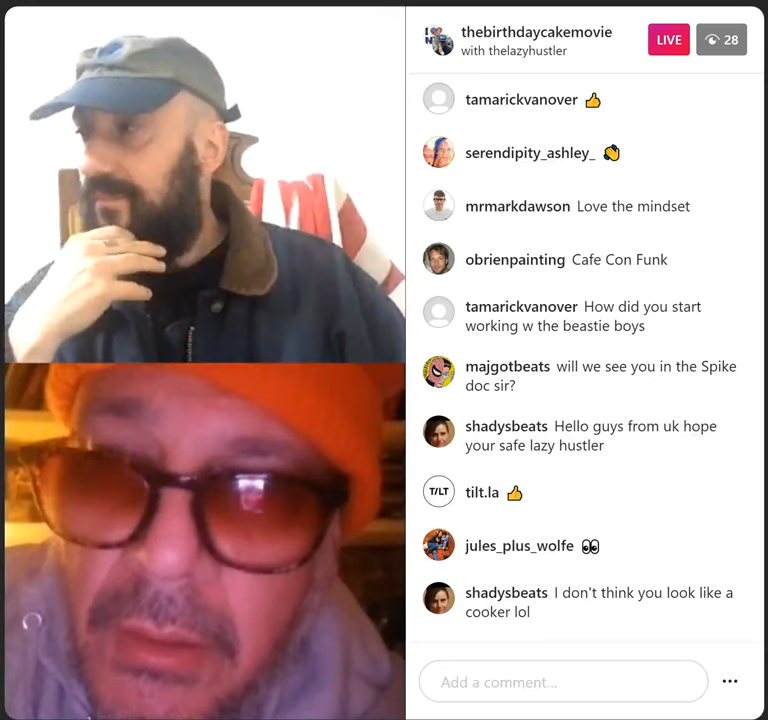 thebirthdaycakemovie
with thelazyhustler
LIVE
28
tamarickvanover 👍
serendipity_ashley_ 👏
mrmarkdawson Love the mindset
obrienpainting Cafe Con Funk
tamarickvanover How did you start
working w the beastie boys
majgotbeats will we see you in the Spike
doc sir?
shadysbeats Hello guys from uk hope
your safe lazy hustler
T/LT
tilt.la 👍
jules_plus_wolfe 👀
shadysbeats I don't think you look like a
cooker lol
Add a comment...